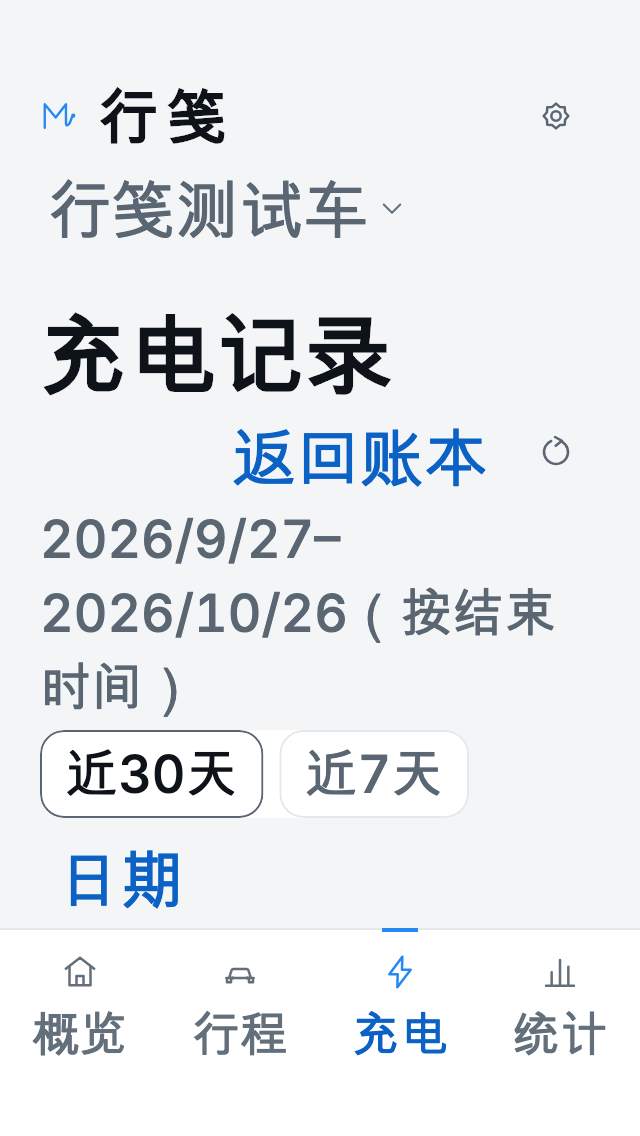 行笺
行笺测试车
充电记录
返回账本
2026/9/27–
2026/10/26(按结束
时间)
近30天 近7天
日期
概览 行程 充电 统计